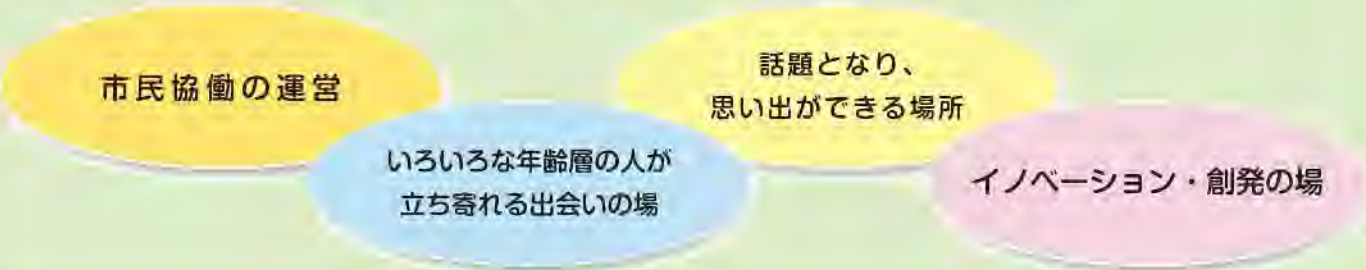 市民協働の運営
いろいろな年齢層の人が
立ち寄れる出会いの場
話題となり、
思い出ができる場所
イノベーション・創発の場